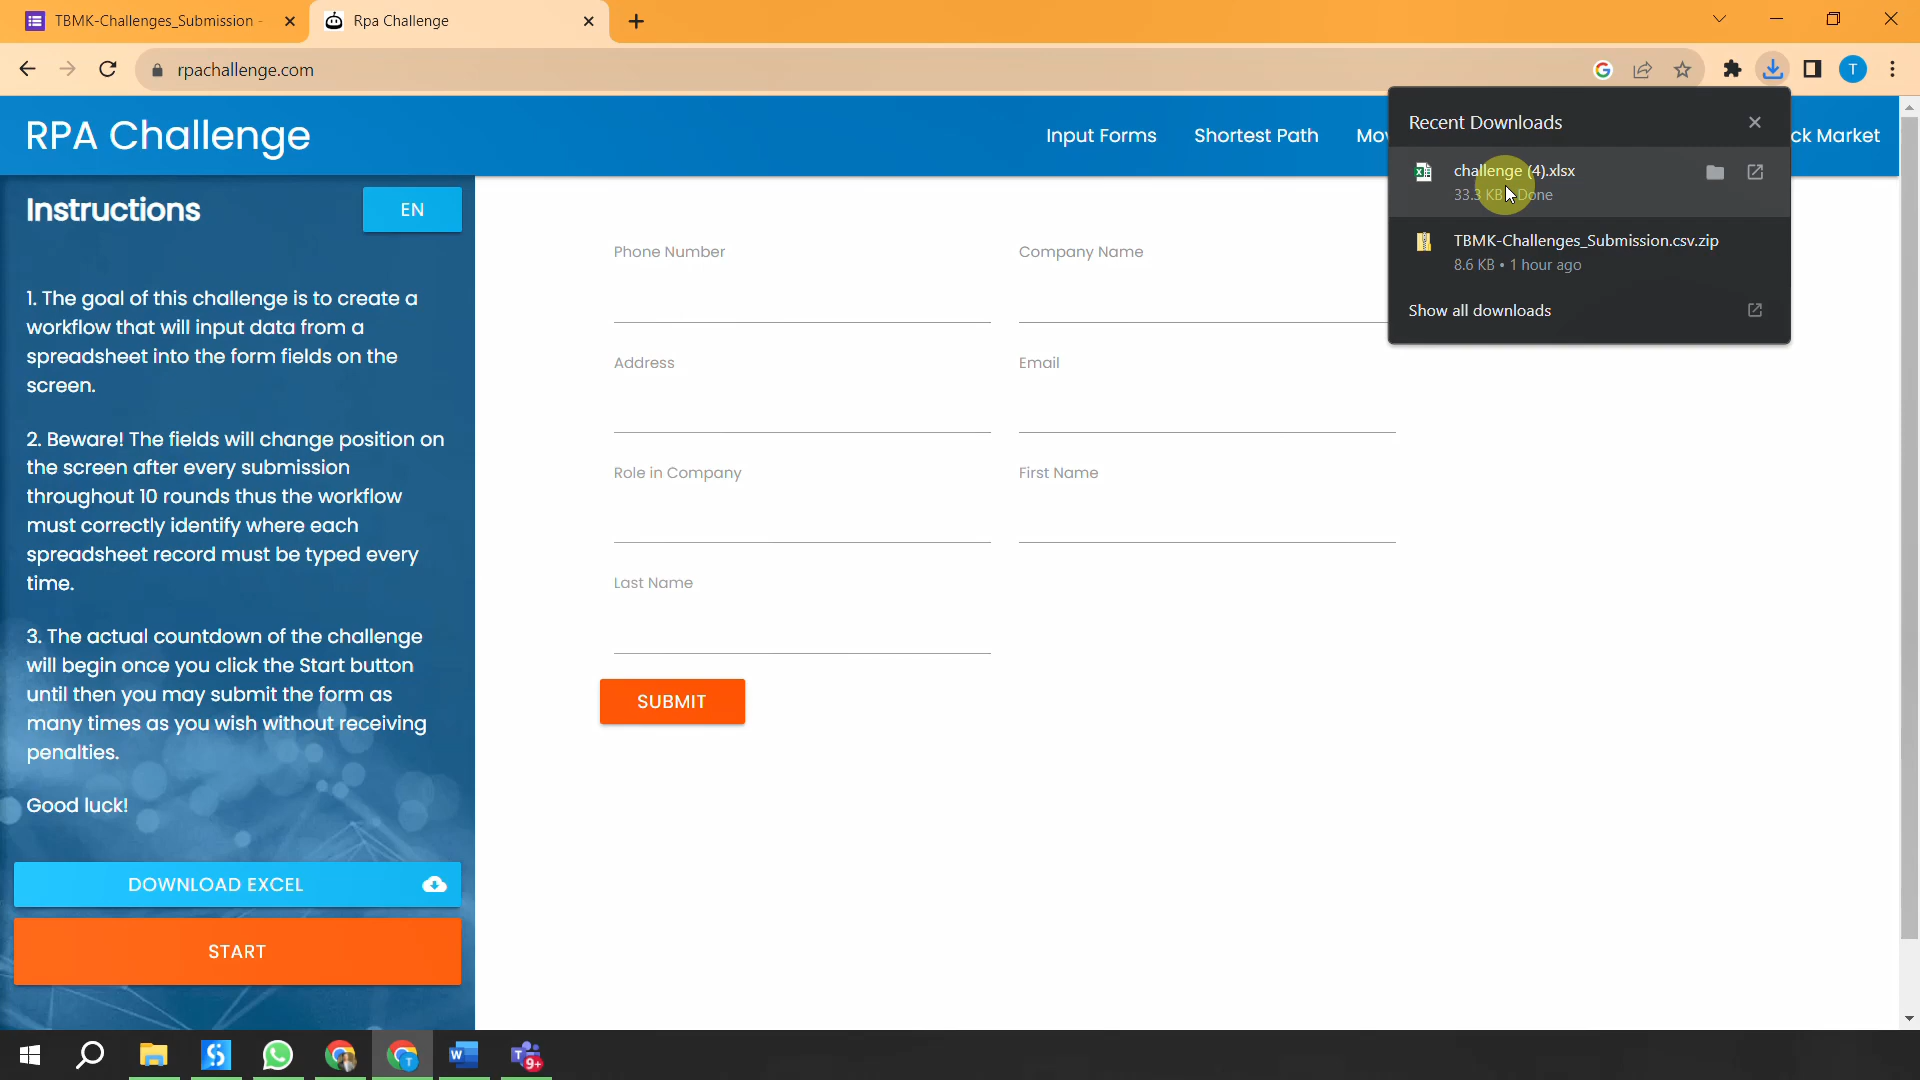 TBMK-Challenges_Submission -
Rpa Challenge
rpachallenge.com
T
RPA Challenge
Input Forms
Shortest Path
Mov
ck Market
Recent Downloads
challenge (4).xlsx
33.3 KB • Done
TBMK-Challenges_Submission.csv.zip
8.6 KB • 1 hour ago
Show all downloads
Instructions
EN
1. The goal of this challenge is to create a
workflow that will input data from a
spreadsheet into the form fields on the
screen.
2. Beware! The fields will change position on
the screen after every submission
throughout 10 rounds thus the workflow
must correctly identify where each
spreadsheet record must be typed every
time.
3. The actual countdown of the challenge
will begin once you click the Start button
until then you may submit the form as
many times as you wish without receiving
penalties.
Good luck!
DOWNLOAD EXCEL
START
Phone Number
Company Name
Address
Email
Role in Company
First Name
Last Name
SUBMIT
9+